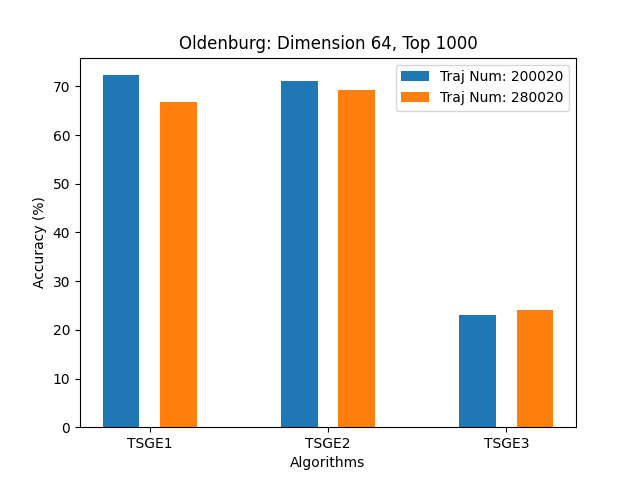 Oldenburg: Dimension 64, Top 1000
Traj Num: 200020
Traj Num: 280020
Accuracy (%)
70
60
50
40
30
20
10
0
TSGE1 TSGE2 TSGE3
Algorithms